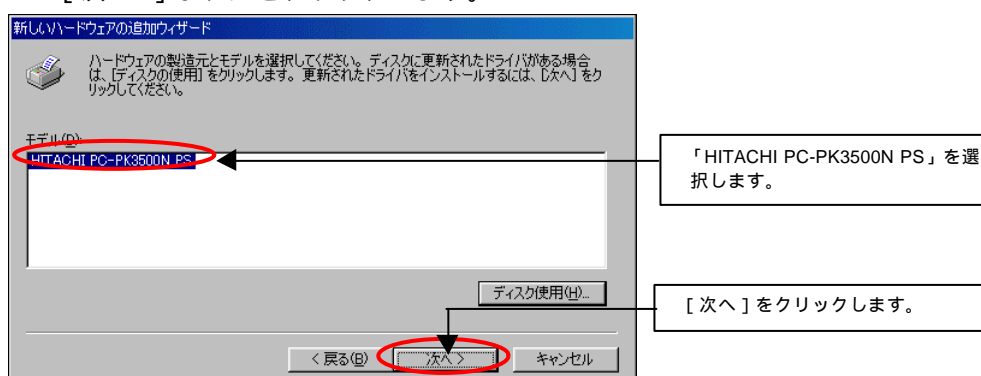 新しいハードウェアの追加ウィザード
ハードウェアの製造元とモデルを選択してください。ディスクに更新されたドライバがある場合
は、[ディスクの使用] をクリックします。更新されたドライバをインストールするには、[次へ] をク
リックしてください。
モデル(D):
HITACHI PC-PK3500N PS
「HITACHI PC-PK3500N PS」を選
択します。
ディスク使用(H)...
[ 次へ ] をクリックします。
< 戻る(B)
次へ >
キャンセル